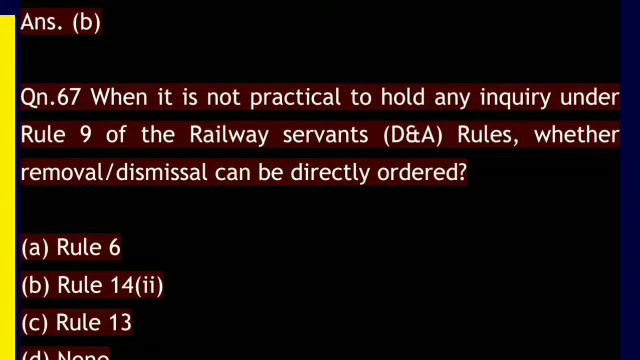 Ans. (b)
Qn.67 When it is not practical to hold any inquiry under
Rule 9 of the Railway servants (D&A) Rules, whether
removal/dismissal can be directly ordered?
(a) Rule 6
(b) Rule 14(ii)
(c) Rule 13
(d) None